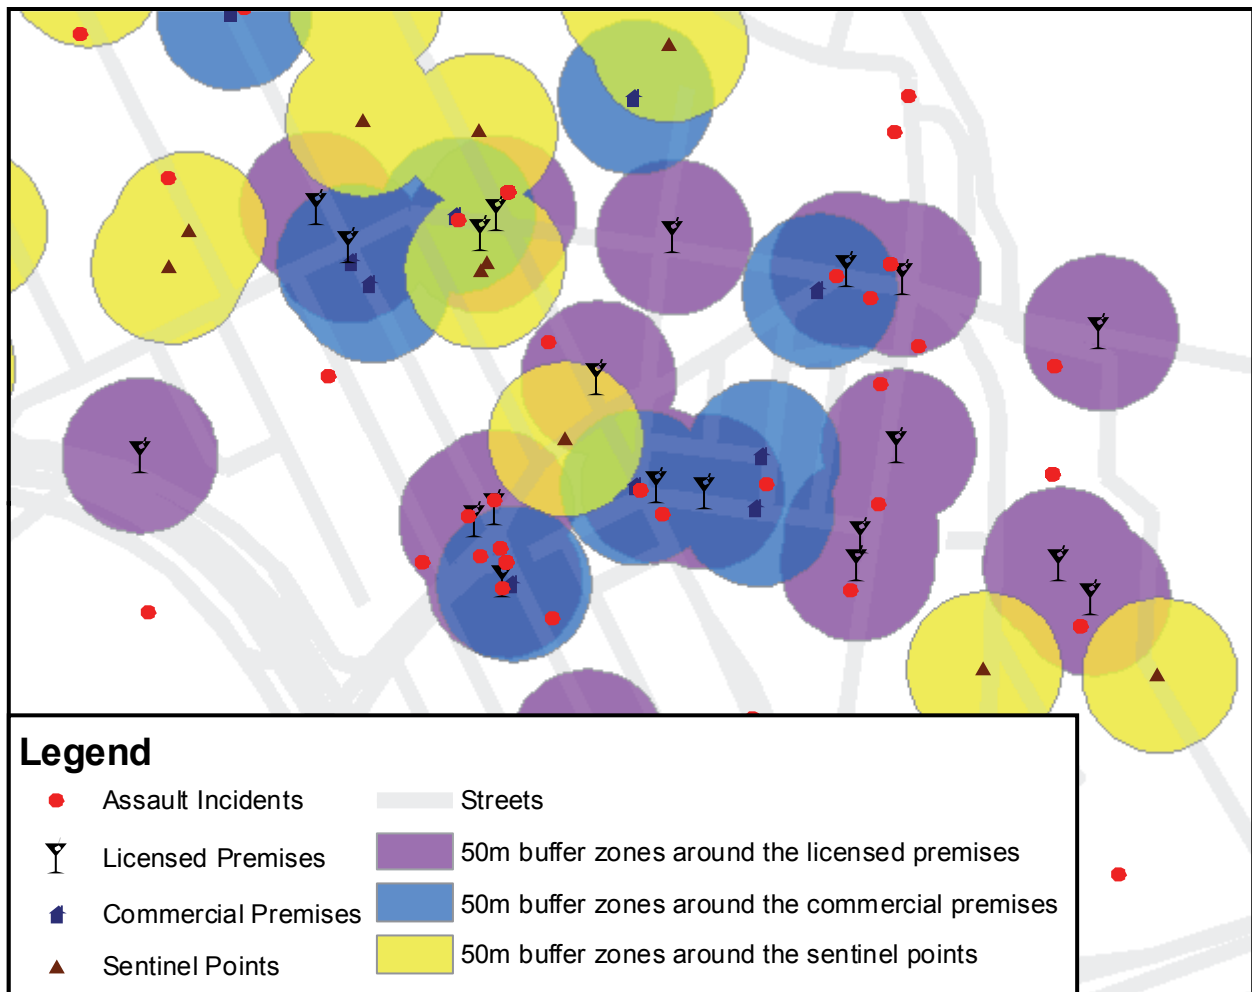 Legend
Assault Incidents
Licensed Premises
Commercial Premises
Sentinel Points
Streets
50m buffer zones around the licensed premises
50m buffer zones around the commercial premises
50m buffer zones around the sentinel points